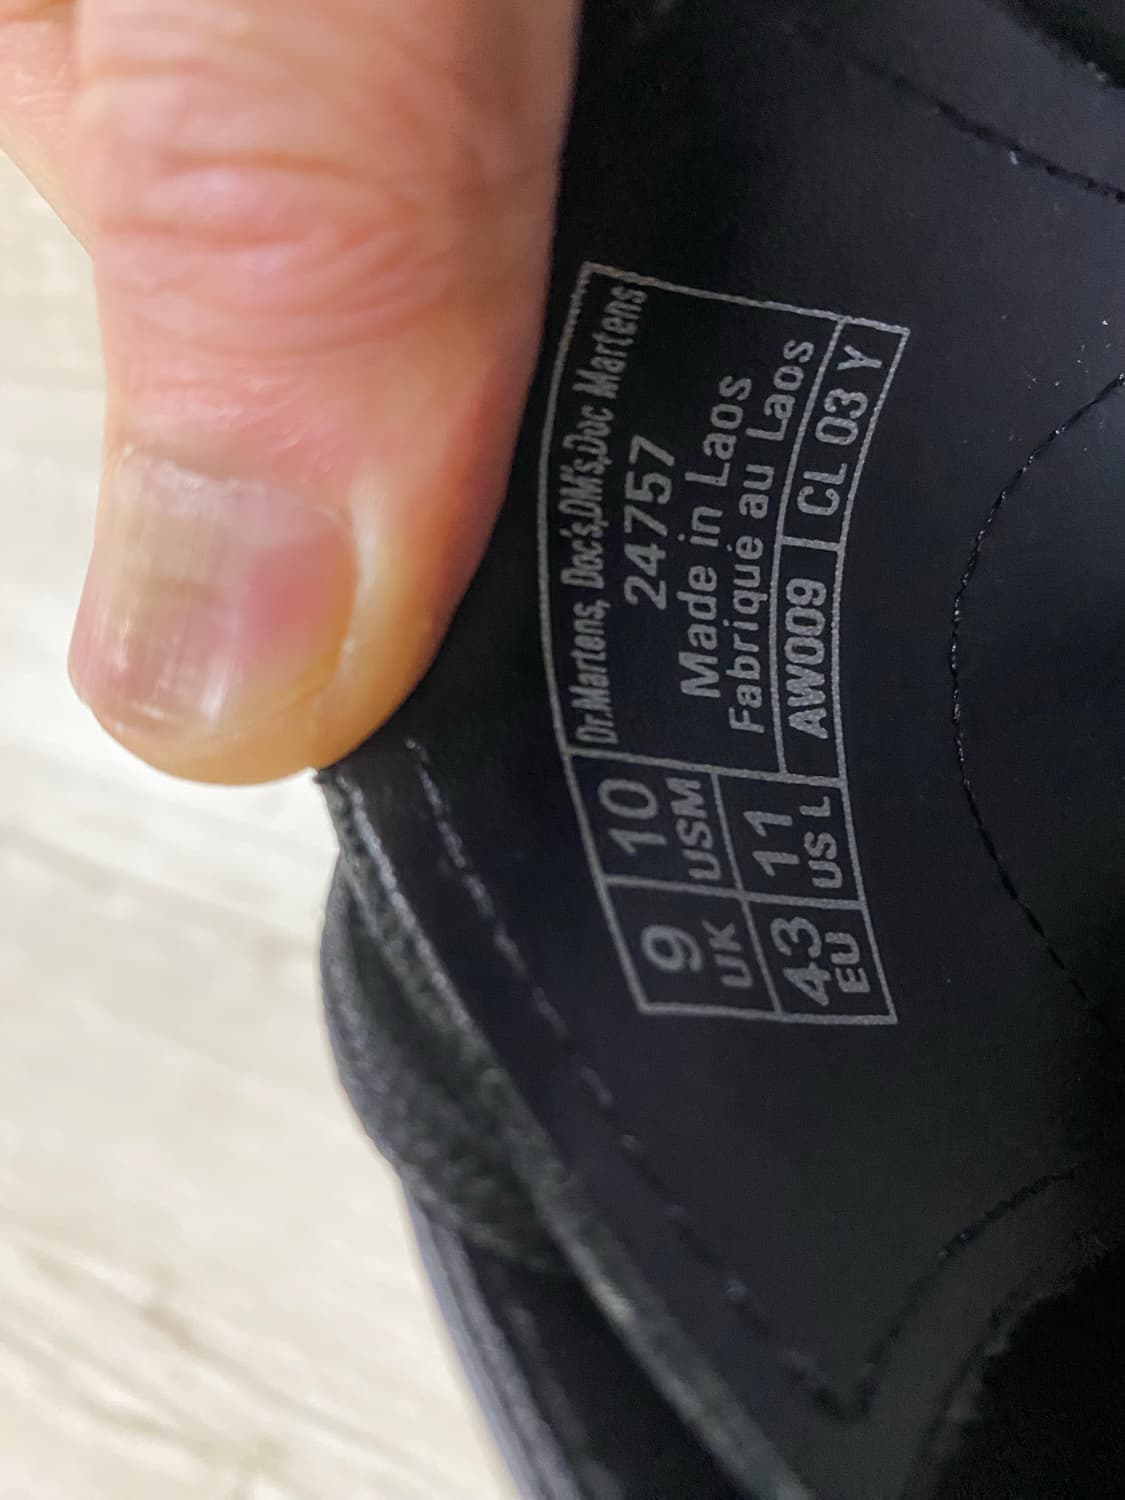 Dr.Martens, Doc's,DM's,Doc Martens
24757
Made in Laos
Fabriqué au Laos
AW009 CL 03 Y
9 10
UK USM
43 11
EU US L